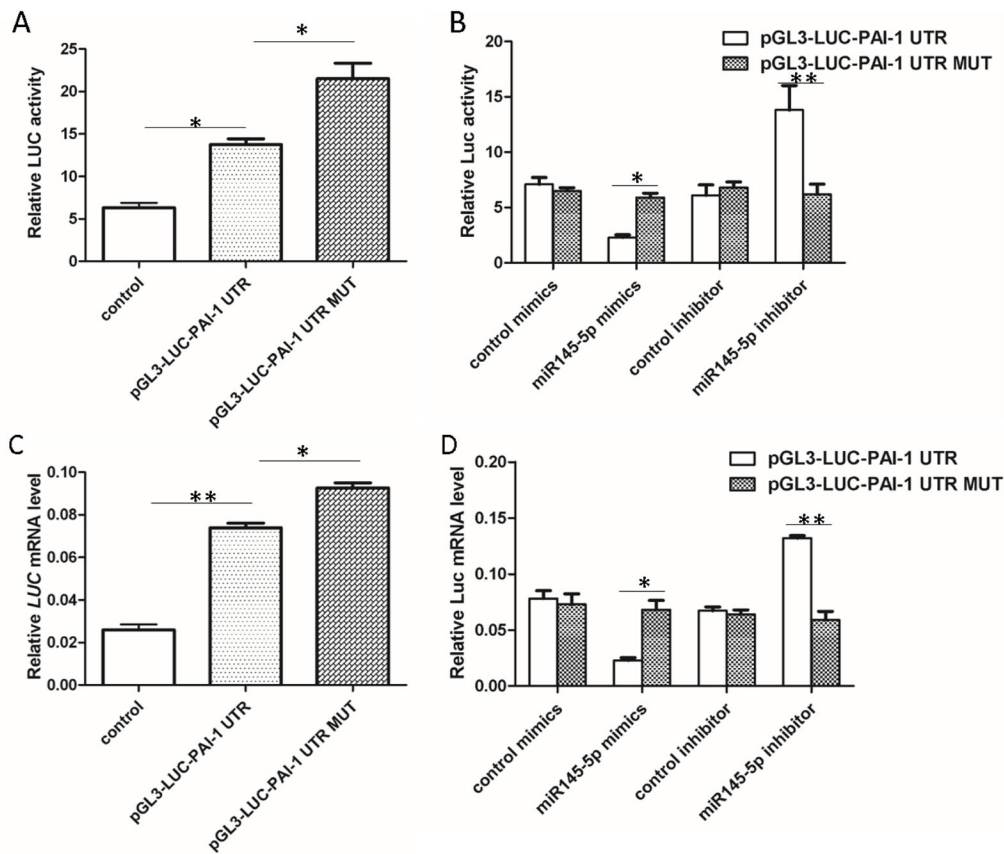 A
Relative LUC activity
25
20
15
10
5
0
*
*
control
pGL3-LUC-PAI-1 UTR
pGL3-LUC-PAI-1 UTR MUT
B
Relative Luc activity
20
15
10
5
0
pGL3-LUC-PAI-1 UTR
pGL3-LUC-PAI-1 UTR MUT
*
**
control mimics
miR145-5p mimics
control inhibitor
miR145-5p inhibitor
C
Relative LUC mRNA level
0.10
0.08
0.06
0.04
0.02
0.00
**
*
control
pGL3-LUC-PAI-1 UTR
pGL3-LUC-PAI-1 UTR MUT
D
Relative Luc mRNA level
0.20
0.15
0.10
0.05
0.00
pGL3-LUC-PAI-1 UTR
pGL3-LUC-PAI-1 UTR MUT
*
**
control mimics
miR145-5p mimics
control inhibitor
miR145-5p inhibitor